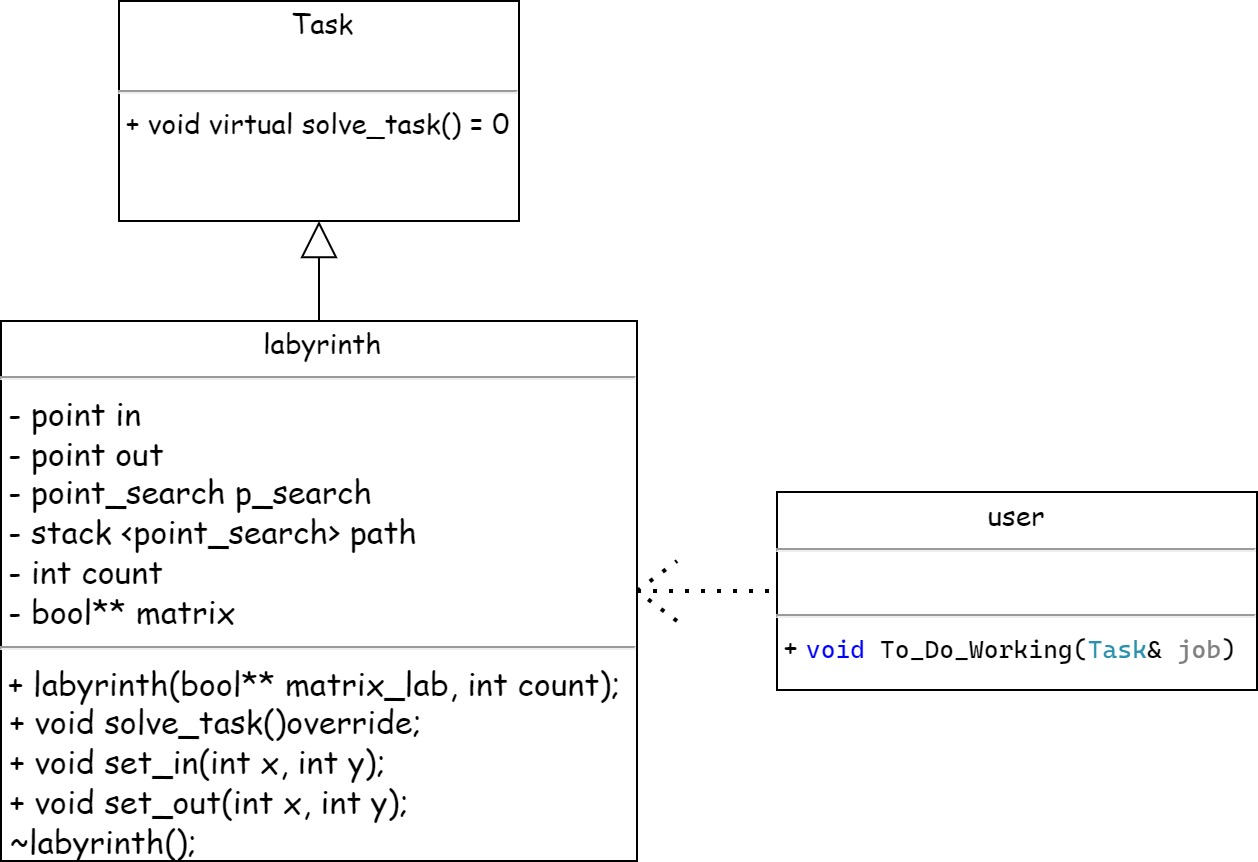 Task
+ void virtual solve_task() = 0
labyrinth
- point in
- point out
- point_search p_search
- stack <point_search> path
- int count
- bool** matrix
+ labyrinth(bool** matrix_lab, int count);
+ void solve_task()override;
+ void set_in(int x, int y);
+ void set_out(int x, int y);
~labyrinth();
user
+ void To_Do_Working(Task& job)